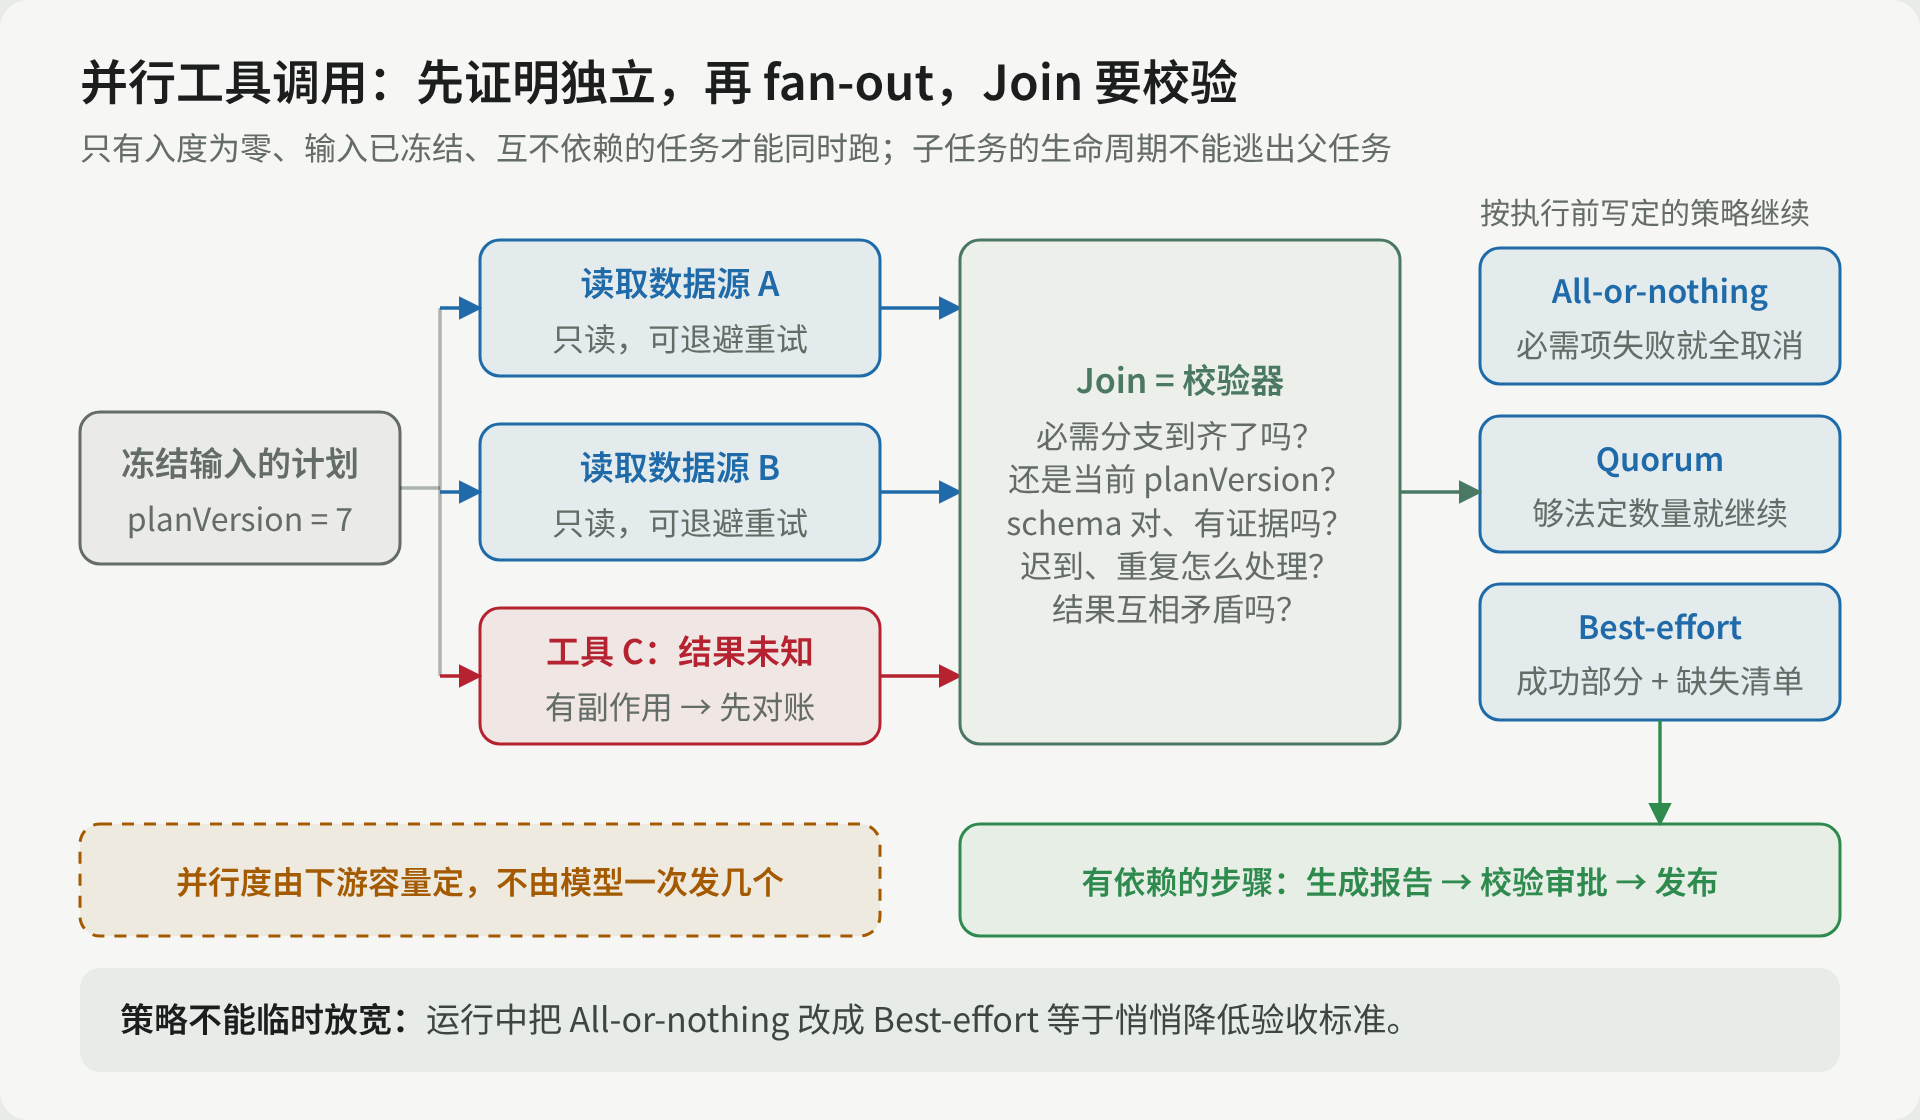 并行工具调用：先证明独立，再 fan-out，Join 要校验
只有入度为零、输入已冻结、互不依赖的任务才能同时跑；子任务的生命周期不能逃出父任务
冻结输入的计划
planVersion = 7
读取数据源 A
只读，可退避重试
读取数据源 B
只读，可退避重试
工具 C：结果未知
有副作用 → 先对账
Join = 校验器
必需分支到齐了吗？
还是当前 planVersion？
schema 对、有证据吗？
迟到、重复怎么处理？
结果互相矛盾吗？
按执行前写定的策略继续
All-or-nothing
必需项失败就全取消
Quorum
够法定数量就继续
Best-effort
成功部分 + 缺失清单
并行度由下游容量定，不由模型一次发几个
有依赖的步骤：生成报告 → 校验审批 → 发布
策略不能临时放宽：运行中把 All-or-nothing 改成 Best-effort 等于悄悄降低验收标准。